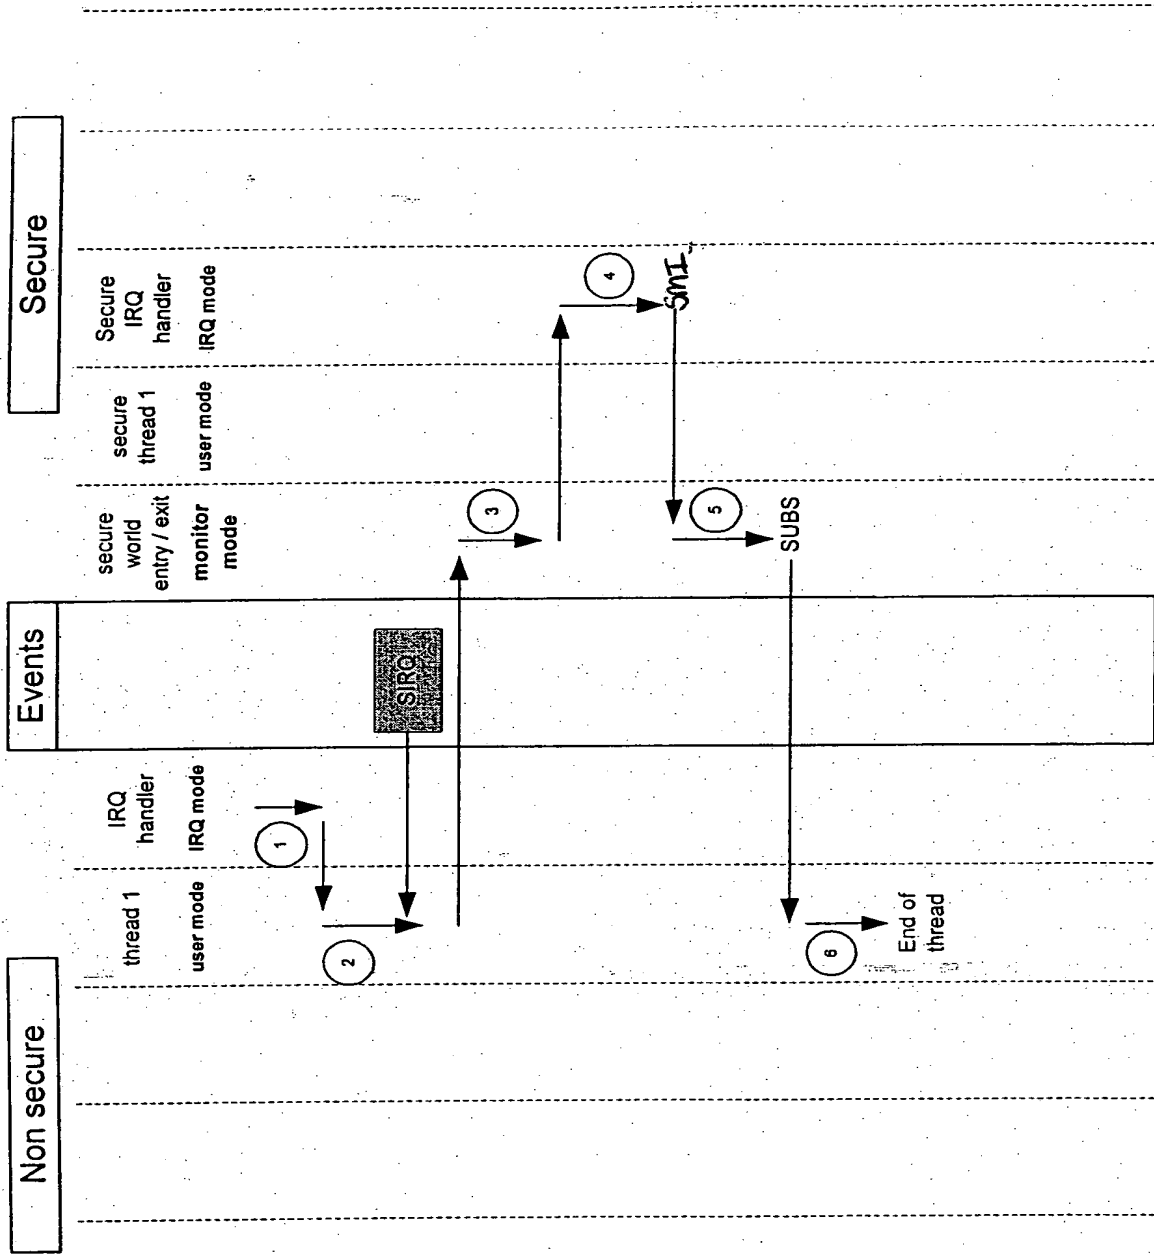 Non secure
Events
Secure
thread 1
user mode
IRQ
handler
IRQ mode
secure
world
entry / exit
monitor
mode
secure
thread 1
user mode
Secure
IRQ
handler
IRQ mode
1
2
SIRQ
3
4
SMI
5
SUBS
6
End of
thread